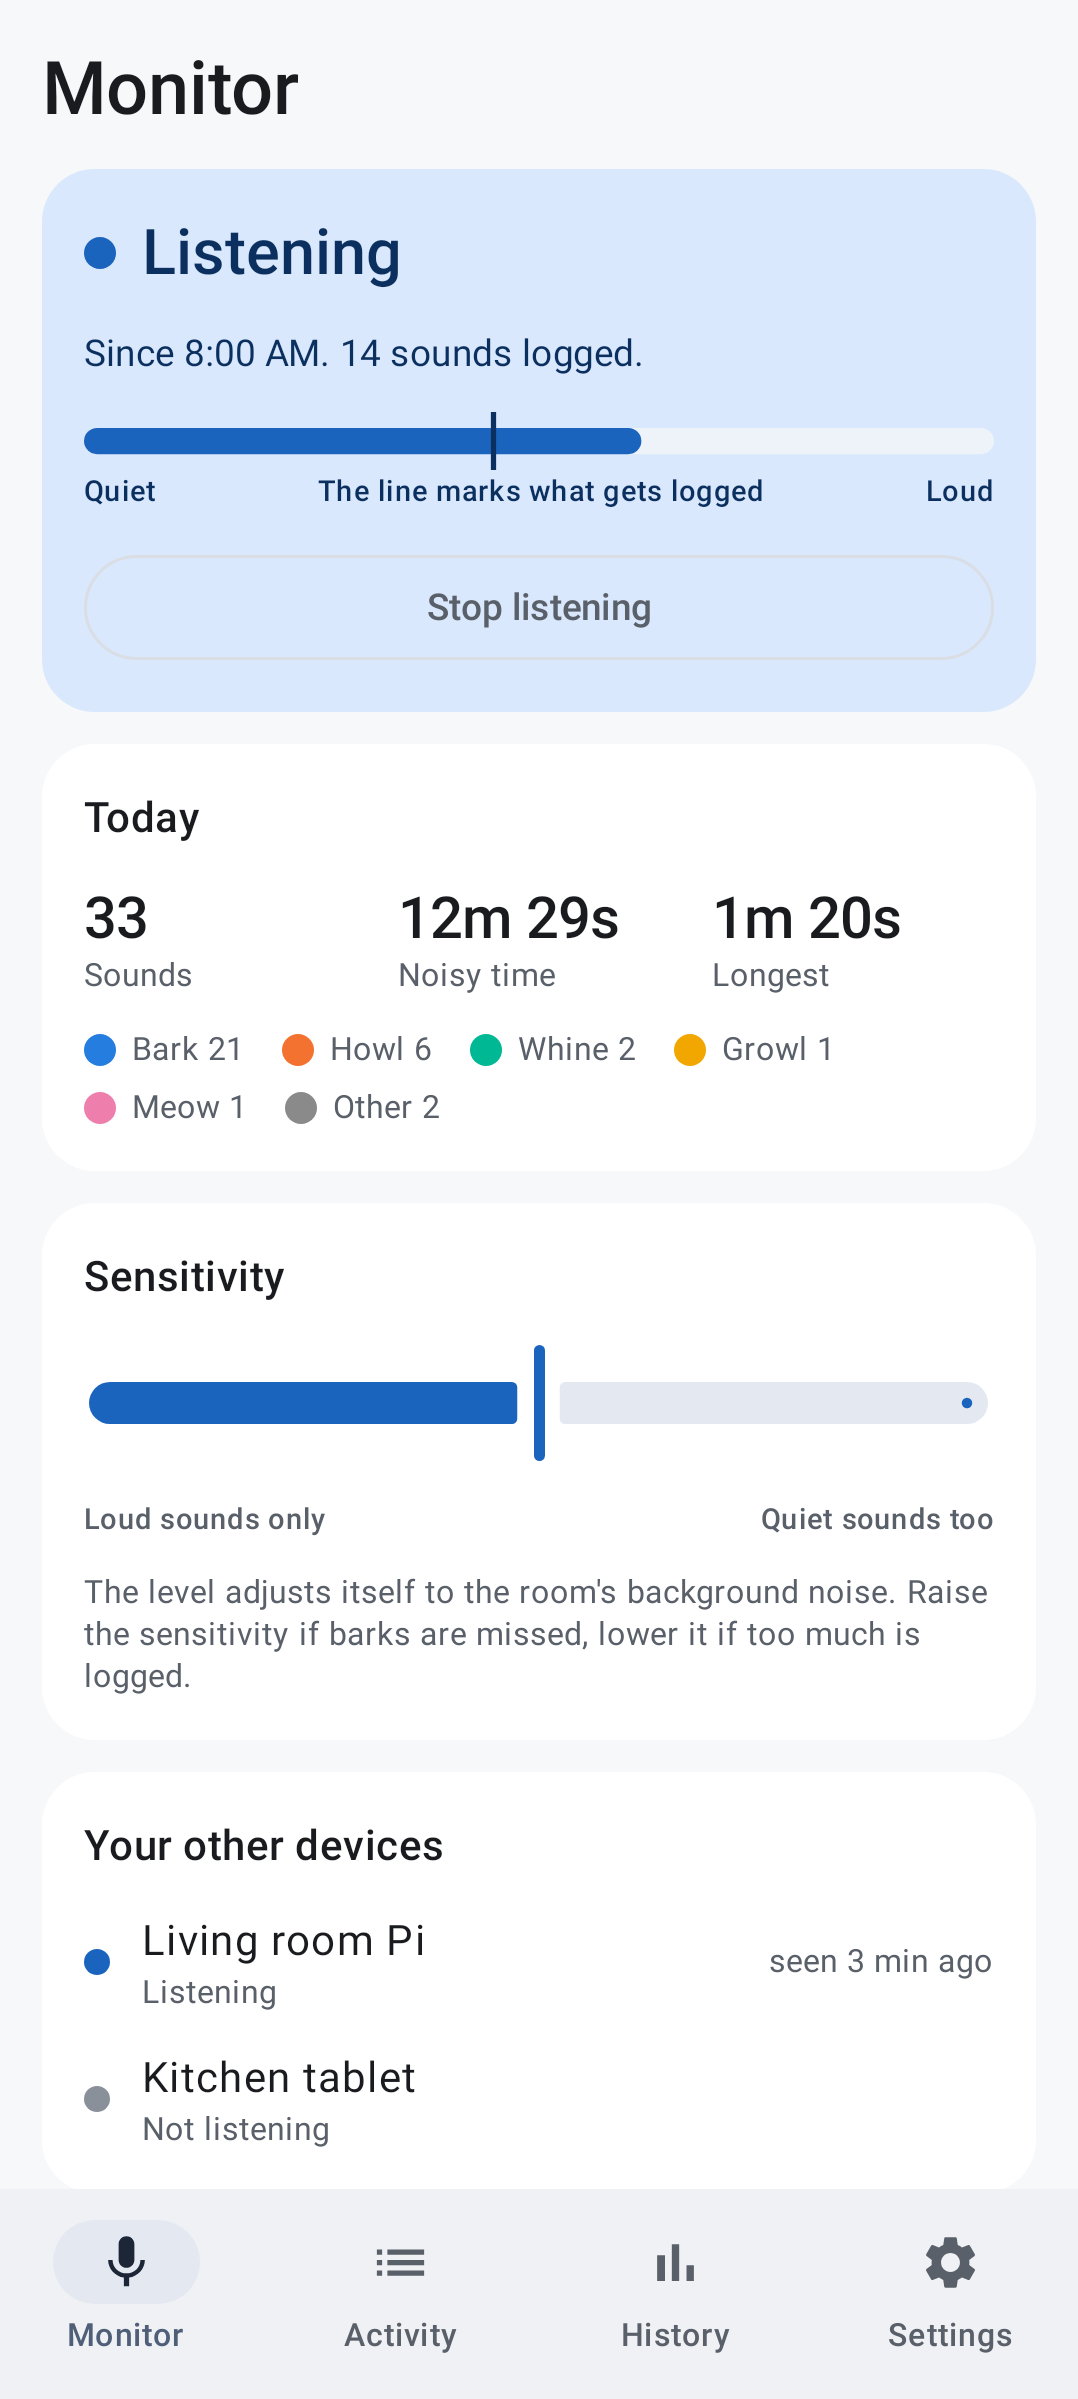 Monitor
Listening
Since 8:00 AM. 14 sounds logged.
Quiet The line marks what gets logged Loud
Stop listening
Today
33 12m 29s 1m 20s
Sounds Noisy time Longest
Bark 21 Howl 6 Whine 2 Growl 1
Meow 1 Other 2
Sensitivity
Loud sounds only Quiet sounds too
The level adjusts itself to the room's background noise. Raise
the sensitivity if barks are missed, lower it if too much is
logged.
Your other devices
Living room Pi
Listening
seen 3 min ago
Kitchen tablet
Not listening
Monitor Activity History Settings